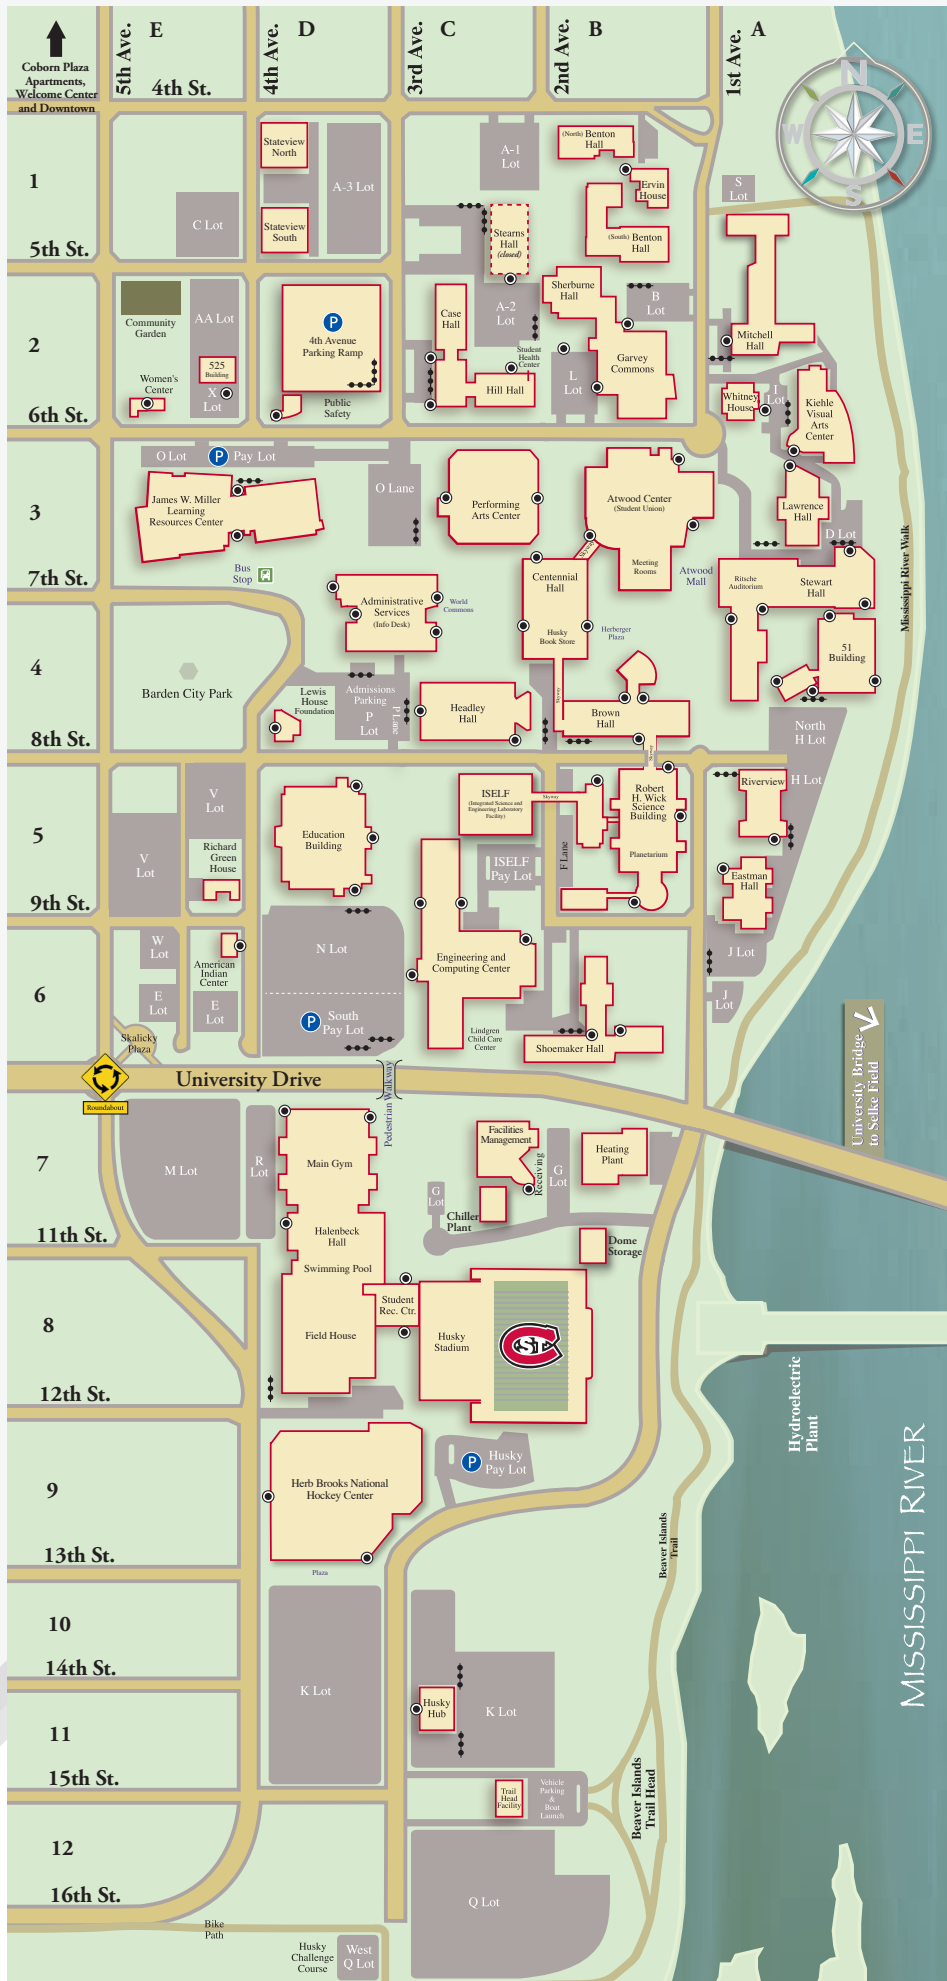 Coborn Plaza
Apartments,
Welcome Center
and Downtown
5th Ave.
E
4th St.
4th Ave.
D
3rd Ave.
C
2nd Ave.
B
1st Ave.
A
N
W
E
S
1
5th St.
Stateview
North
A-3 Lot
C Lot
Stateview
South
A-1
Lot
(North) Benton
Hall
Ervin
House
Stearns
Hall
(closed)
(South) Benton
Hall
S
Lot
2
6th St.
Community
Garden
AA Lot
525
Building
Women's
Center
X
Lot
P
4th Avenue
Parking Ramp
Public
Safety
Case
Hall
A-2
Lot
Student
Health
Center
Hill Hall
Sherburne
Hall
B
Lot
L
Lot
Garvey
Commons
Mitchell
Hall
Whitney
House
I
Lot
Kiehle
Visual
Arts
Center
3
7th St.
O Lot
P
Pay Lot
James W. Miller
Learning
Resources Center
O Lane
Bus
Stop
Performing
Arts Center
Atwood Center
(Student Union)
Skyway
Meeting
Rooms
Atwood
Mall
Lawrence
Hall
D Lot
Ritsche
Auditorium
Stewart
Hall
Mississippi River Walk
4
8th St.
Barden City Park
Administrative
Services
(Info Desk)
World
Commons
Centennial
Hall
Husky
Book Store
Herberger
Plaza
51
Building
Lewis
House
Foundation
Admissions
Parking
P
Lot
P Lane
Headley
Hall
Skyway
Brown
Hall
Skyway
North
H Lot
5
9th St.
V
Lot
V
Lot
Richard
Green
House
Education
Building
ISELF
(Integrated Science and
Engineering Laboratory
Facility)
Skyway
ISELF
Pay Lot
F Lane
Robert
H. Wick
Science
Building
Planetarium
Riverview
H Lot
Eastman
Hall
6
W
Lot
E
Lot
American
Indian
Center
E
Lot
Skalicky
Plaza
N Lot
P
South
Pay Lot
Engineering and
Computing Center
Lindgren
Child Care
Center
Shoemaker Hall
J Lot
J
Lot
University Bridge
to Selke Field
Roundabout
University Drive
Pedestrian Walkway
7
11th St.
M Lot
R
Lot
Main Gym
Halenbeck
Hall
Swimming Pool
Facilities
Management
Receiving
G
Lot
Chiller
Plant
G
Lot
Heating
Plant
Dome
Storage
8
12th St.
Field House
Student
Rec. Ctr.
Husky
Stadium
ST
C
Hydroelectric
Plant
MISSISSIPPI RIVER
9
13th St.
Herb Brooks National
Hockey Center
Plaza
P
Husky
Pay Lot
Beaver Islands
Trail
10
14th St.
K Lot
11
15th St.
Husky
Hub
K Lot
Trail
Head
Facility
Vehicle
Parking
&
Boat
Launch
Beaver Islands
Trail Head
12
16th St.
Q Lot
Bike
Path
Husky
Challenge
Course
West
Q Lot